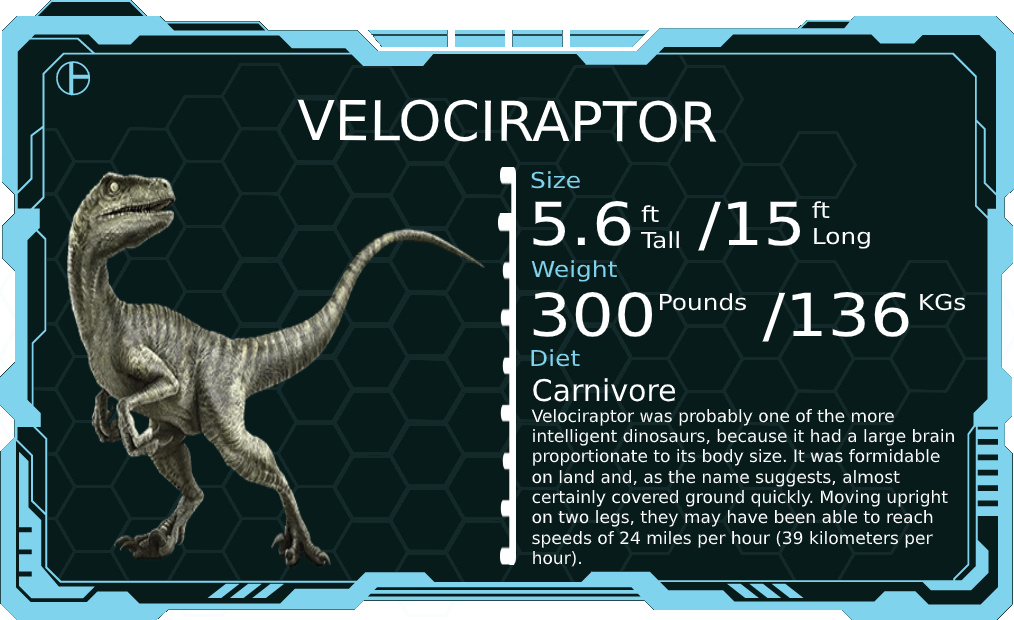 VELOCIRAPTOR
Size
5.6 ft Tall /15 ft Long
Weight
300 Pounds /136 KGs
Diet
Carnivore
Velociraptor was probably one of the more
intelligent dinosaurs, because it had a large brain
proportionate to its body size. It was formidable
on land and, as the name suggests, almost
certainly covered ground quickly. Moving upright
on two legs, they may have been able to reach
speeds of 24 miles per hour (39 kilometers per
hour).